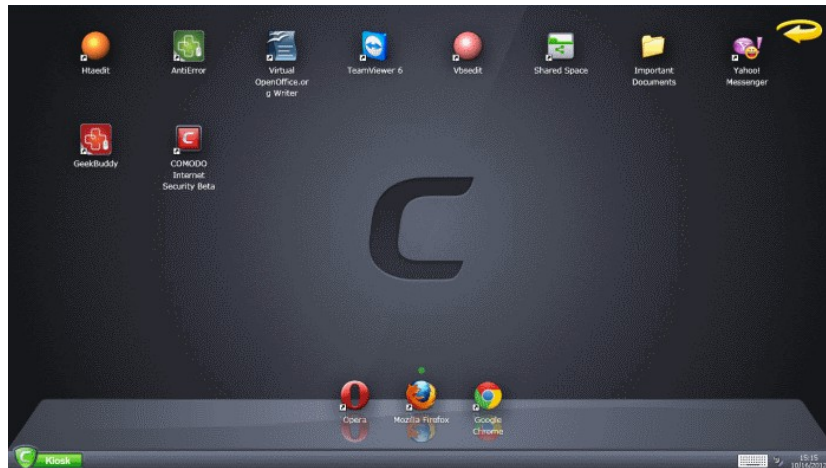 Htaedit
AntiError
Virtual
OpenOffice.or
g Writer
TeamViewer 6
Vbsedit
Shared Space
Important
Documents
Yahoo!
Messenger
GeekBuddy
COMODO
Internet
Security Beta
Opera
Mozilla Firefox
Google
Chrome
Kiosk
15:15